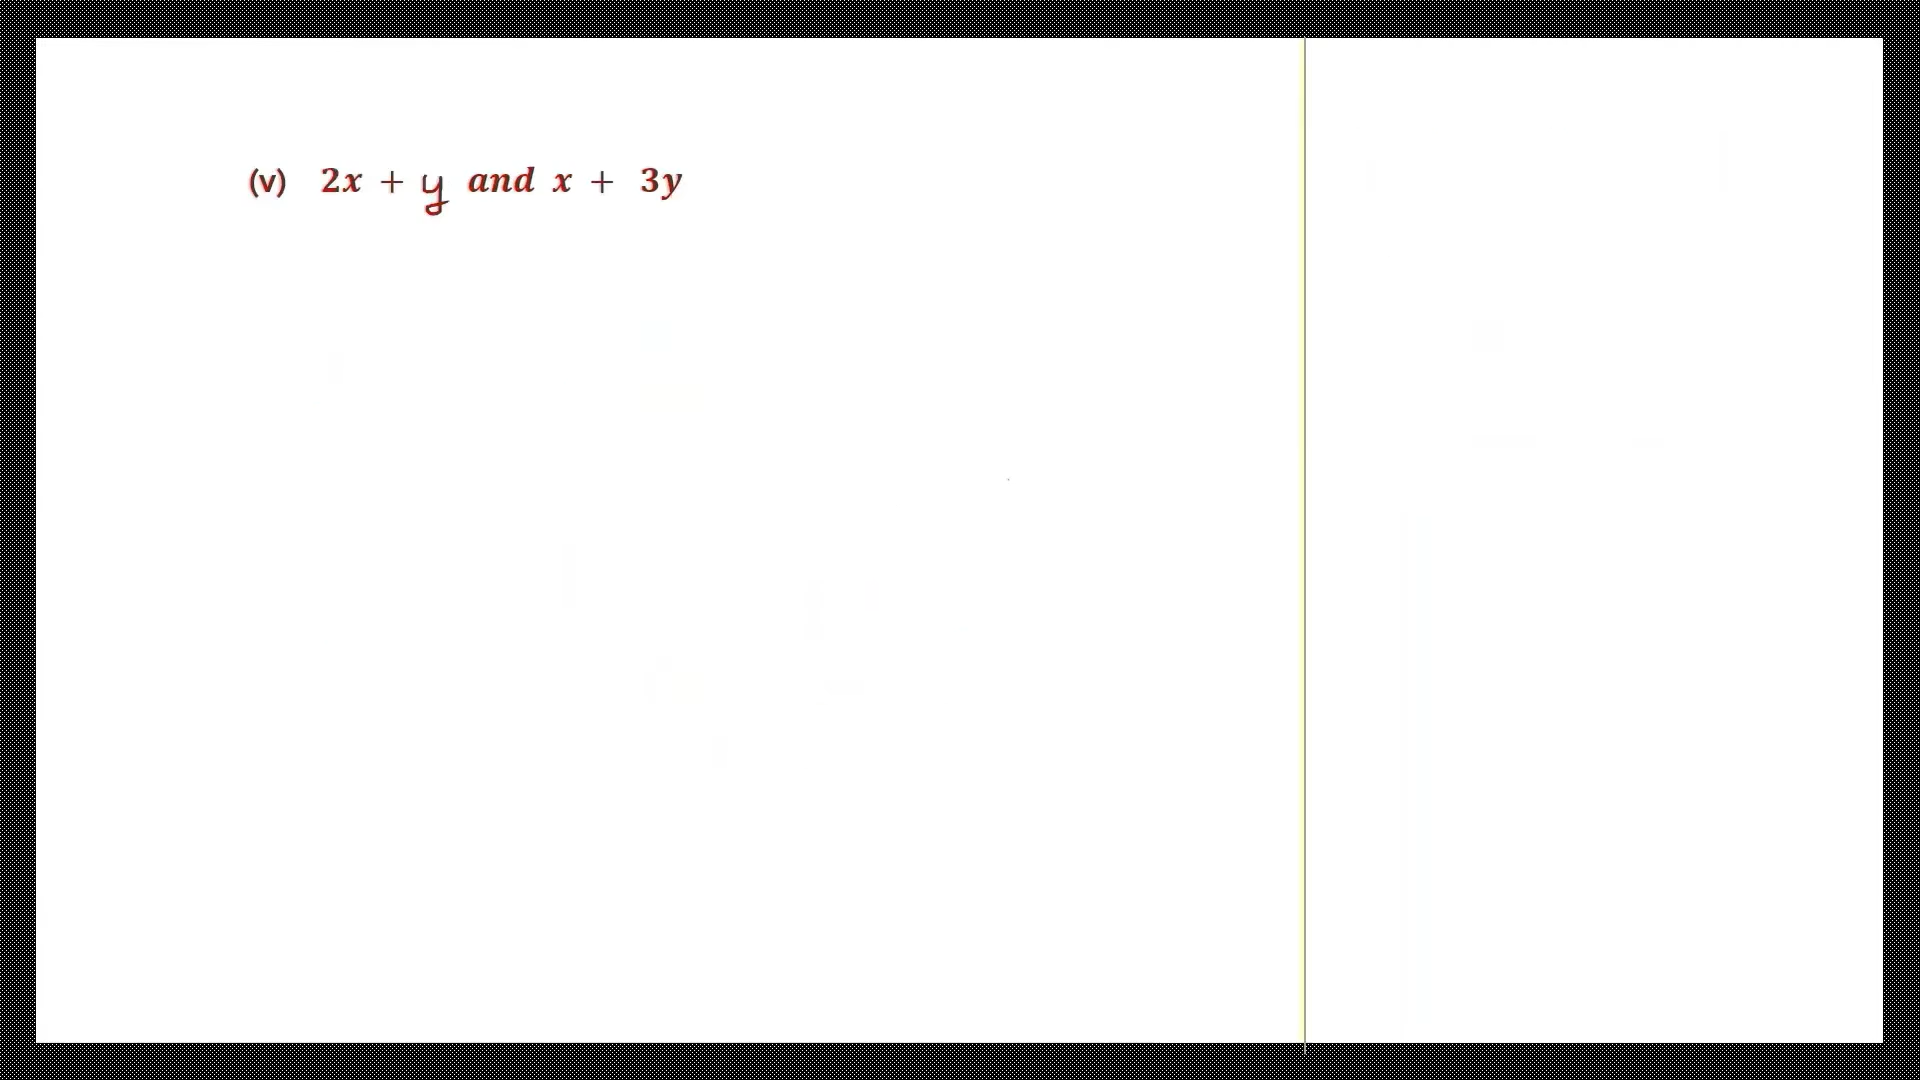 (v) 2x + y and x + 3y